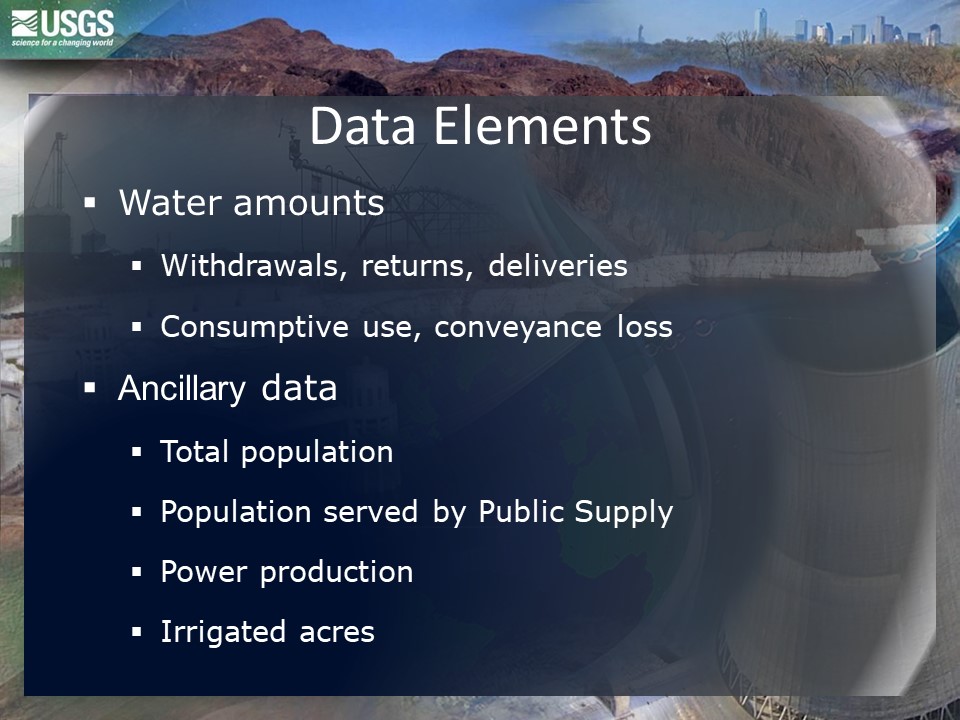 USGS
science for a changing world
Data Elements
▪ Water amounts
▪ Withdrawals, returns, deliveries
▪ Consumptive use, conveyance loss
▪ Ancillary data
▪ Total population
▪ Population served by Public Supply
▪ Power production
▪ Irrigated acres